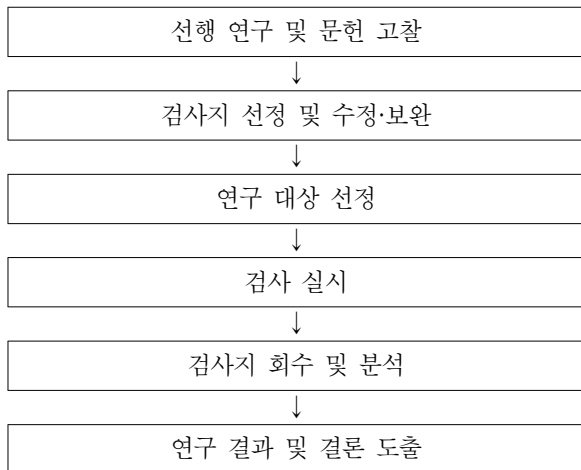 선행 연구 및 문헌 고찰
↓
검사지 선정 및 수정·보완
↓
연구 대상 선정
↓
검사 실시
↓
검사지 회수 및 분석
↓
연구 결과 및 결론 도출